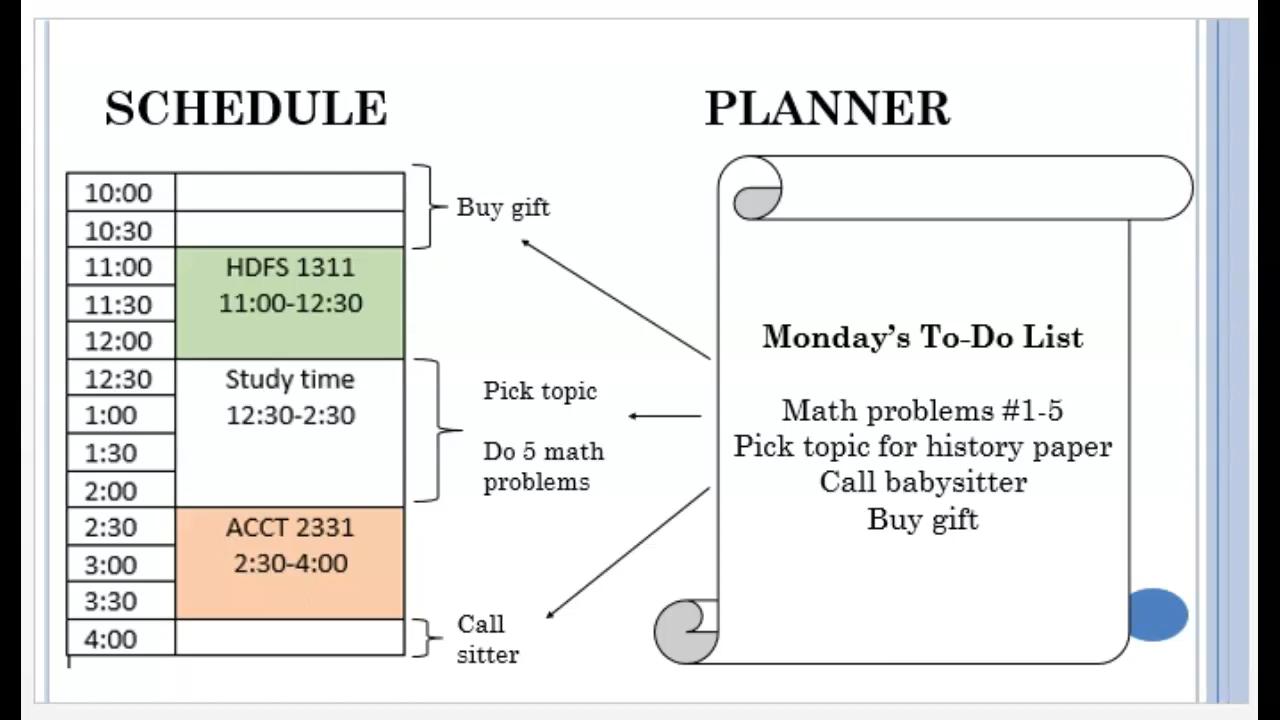 SCHEDULE
10:00
10:30
11:00
11:30
12:00
12:30
1:00
1:30
2:00
2:30
3:00
3:30
4:00
HDFS 1311
11:00-12:30
Study time
12:30-2:30
ACCT 2331
2:30-4:00
Buy gift
Pick topic
Do 5 math
problems
Call
sitter
PLANNER
Monday’s To-Do List
Math problems #1-5
Pick topic for history paper
Call babysitter
Buy gift